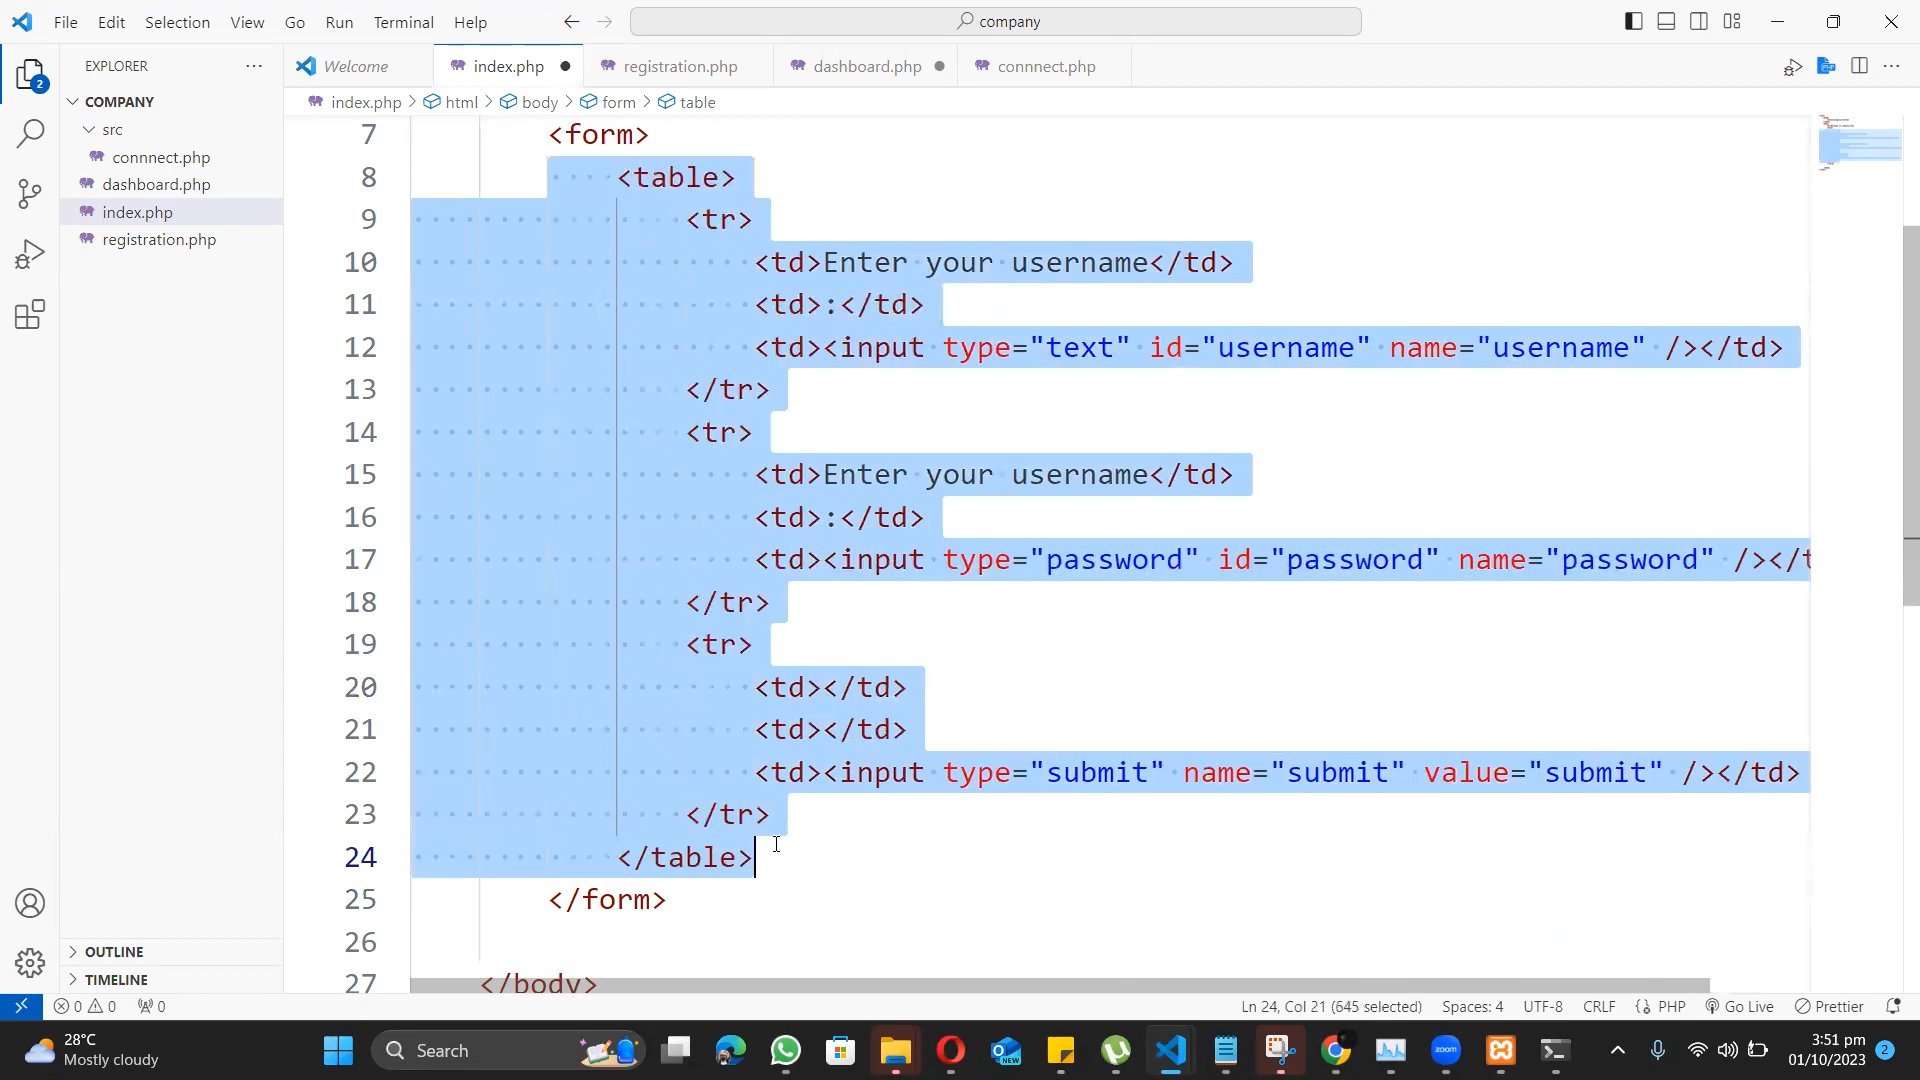 File Edit Selection View Go Run Terminal Help
company
EXPLORER
Welcome
index.php
registration.php
dashboard.php
connnect.php
2
COMPANY
index.php > html > body > form > table
src
connnect.php
dashboard.php
index.php
registration.php
7 <form>
8 <table>
9 <tr>
10 <td>Enter your username</td>
11 <td>:</td>
12 <td><input type="text" id="username" name="username" /></td>
13 </tr>
14 <tr>
15 <td>Enter your username</td>
16 <td>:</td>
17 <td><input type="password" id="password" name="password" /></t
18 </tr>
19 <tr>
20 <td></td>
21 <td></td>
22 <td><input type="submit" name="submit" value="submit" /></td>
23 </tr>
24 </table>
25 </form>
26
27 </body>
OUTLINE
TIMELINE
0 0 0
Ln 24, Col 21 (645 selected) Spaces: 4 UTF-8 CRLF PHP Go Live Prettier
28°C
Mostly cloudy
Search
NEW
zoom
3:51 pm
01/10/2023
2